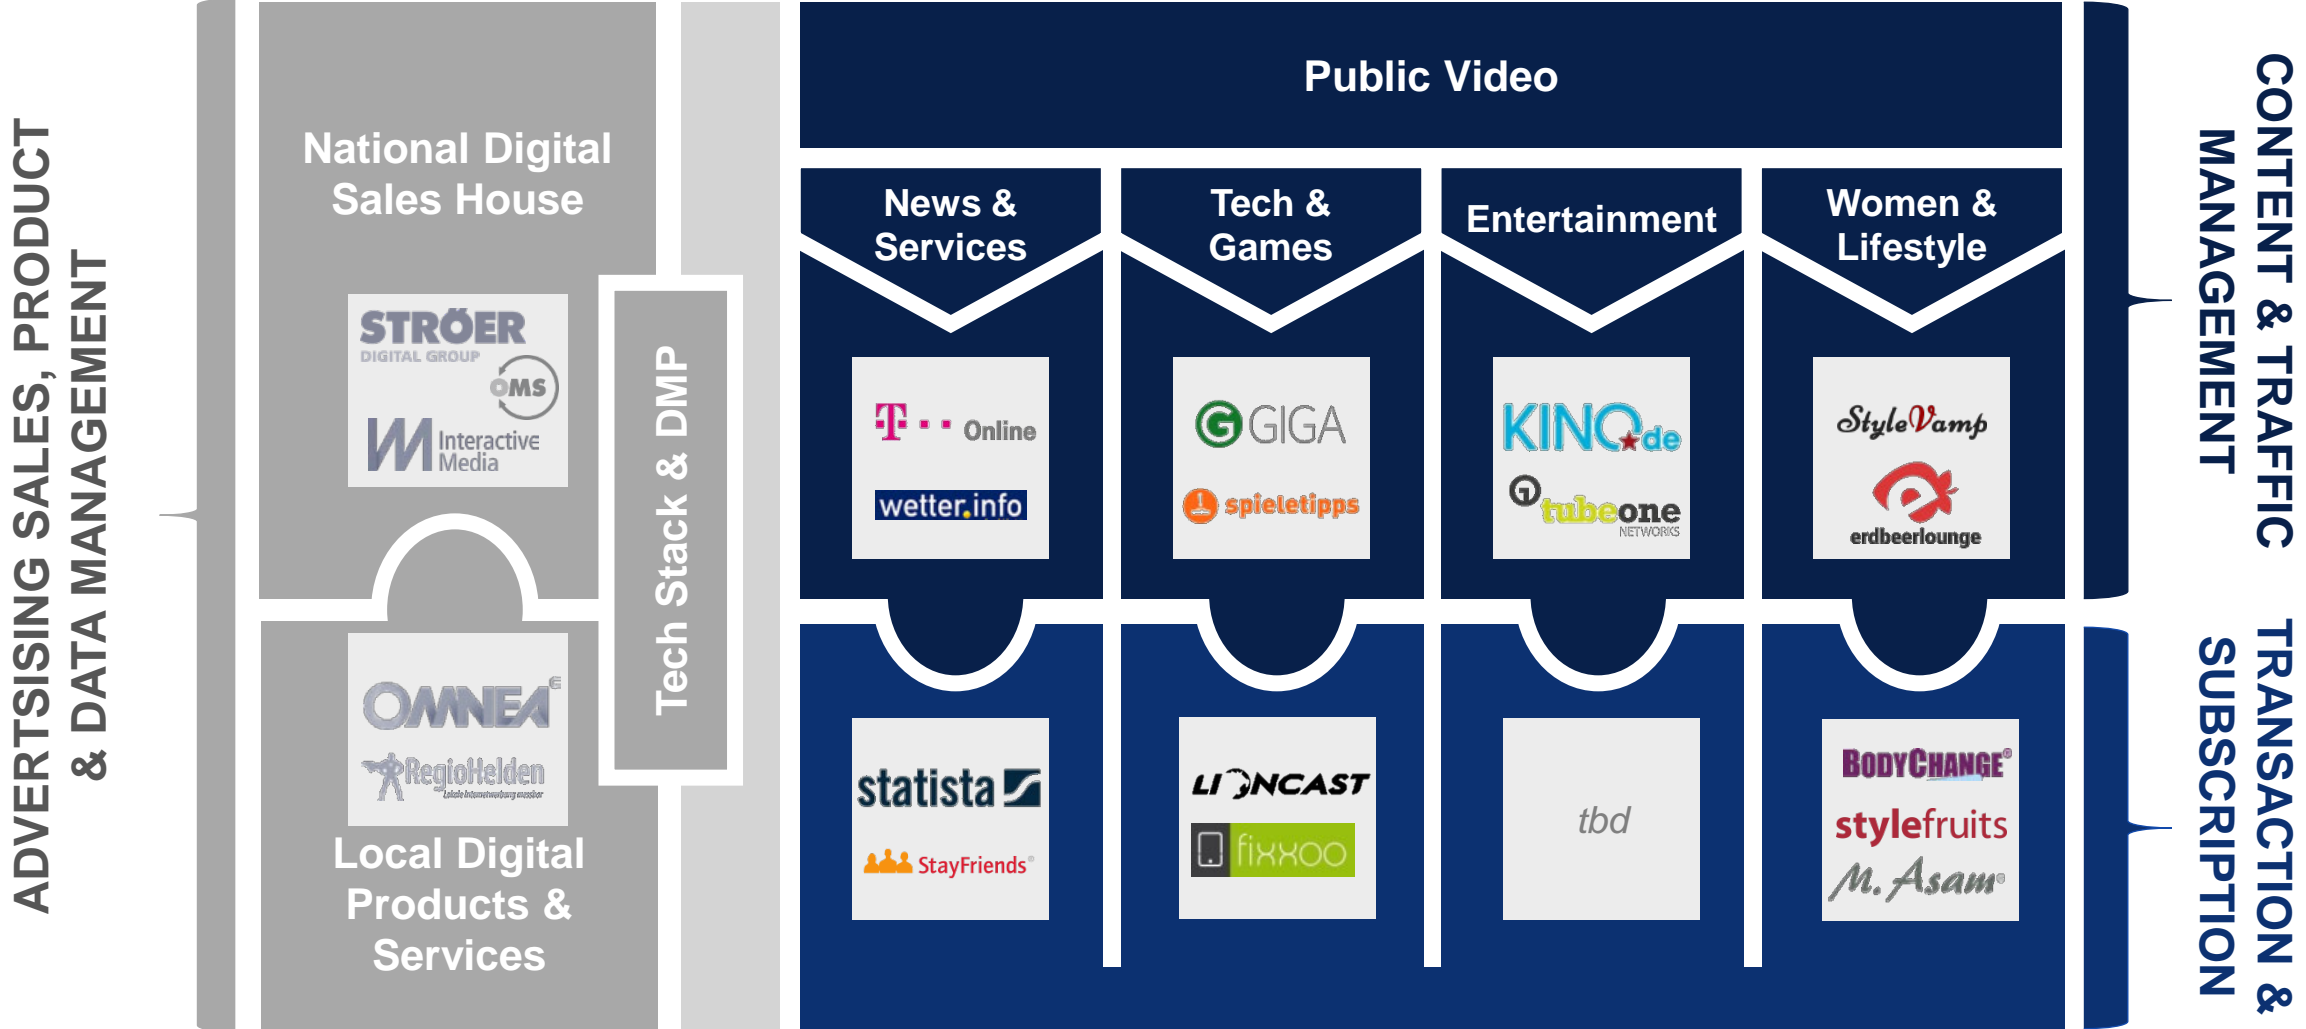 ADVERTSISING SALES, PRODUCT
& DATA MANAGEMENT
National Digital
Sales House
STRÖER
DIGITAL GROUP
OMS
Interactive
Media
OMNEA
RegioHelden
Lokale Internetwerbung messbar
Local Digital
Products &
Services
Tech Stack & DMP
Public Video
News &
Services
T Online
wetter.info
statista
StayFriends®
Tech &
Games
GIGA
spieletipps
LIONCAST
fixxoo
Entertainment
KINO.de
tubeone
NETWORKS
tbd
Women &
Lifestyle
StyleVamp
erdbeerlounge
BODYCHANGE®
stylefruits
M. Asam®
CONTENT & TRAFFIC
MANAGEMENT
TRANSACTION &
SUBSCRIPTION